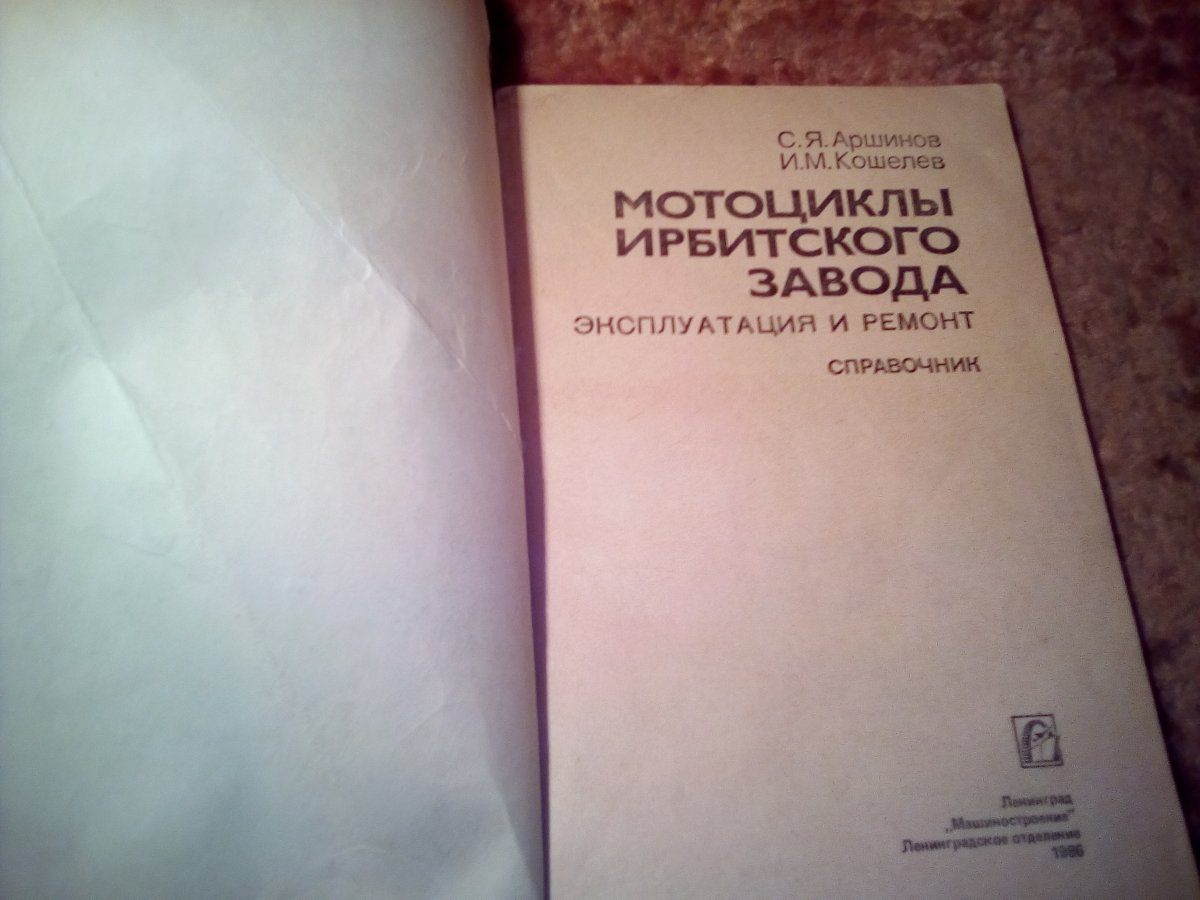 С.Я.Аршинов
И.М.Кошелев
МОТОЦИКЛЫ
ИРБИТСКОГО
ЗАВОДА
ЭКСПЛУАТАЦИЯ И РЕМОНТ
СПРАВОЧНИК
Ленинград
„Машиностроение"
Ленинградское отделение
1986